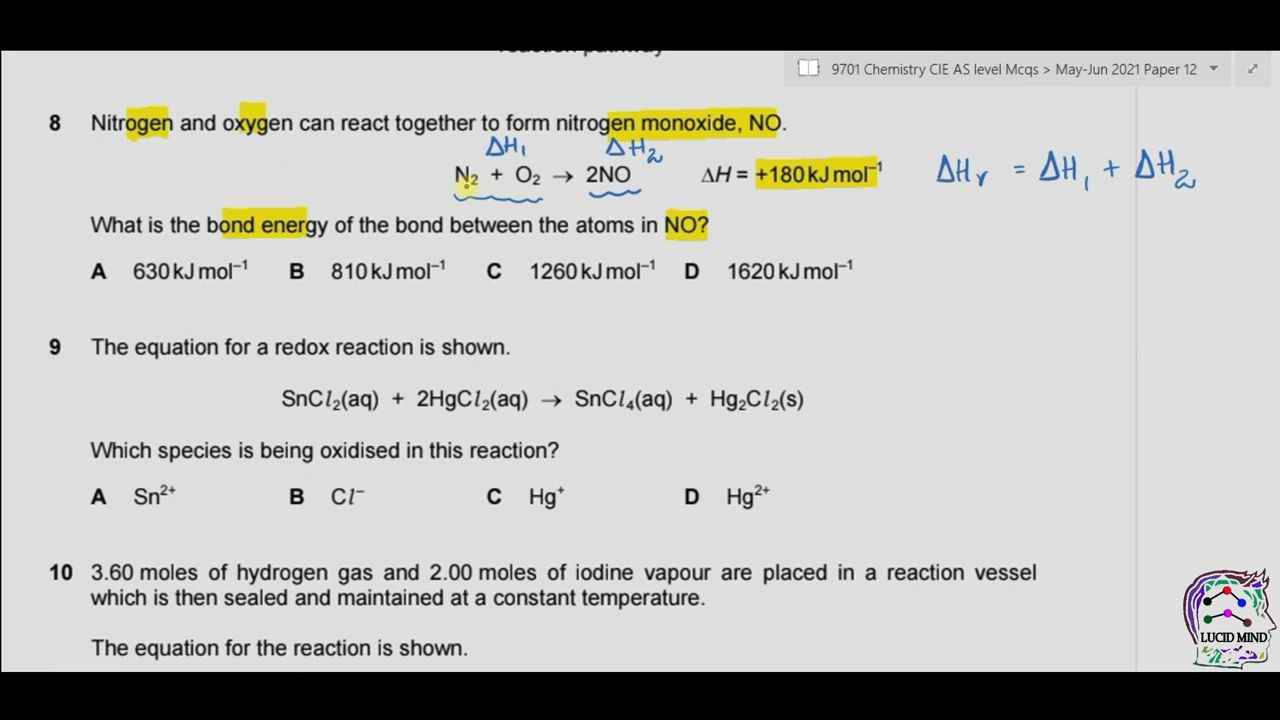 reaction pathway
9701 Chemistry CIE AS level Mcqs > May-Jun 2021 Paper 12
8 Nitrogen and oxygen can react together to form nitrogen monoxide, NO.
ΔH₁ ΔH₂
N₂ + O₂ → 2NO ΔH = +180 kJ mol⁻¹ ΔHᵣ = ΔH₁ + ΔH₂
What is the bond energy of the bond between the atoms in NO?
A 630 kJ mol⁻¹ B 810 kJ mol⁻¹ C 1260 kJ mol⁻¹ D 1620 kJ mol⁻¹
9 The equation for a redox reaction is shown.
SnCl₂(aq) + 2HgCl₂(aq) → SnCl₄(aq) + Hg₂Cl₂(s)
Which species is being oxidised in this reaction?
A Sn²⁺ B Cl⁻ C Hg⁺ D Hg²⁺
10 3.60 moles of hydrogen gas and 2.00 moles of iodine vapour are placed in a reaction vessel
which is then sealed and maintained at a constant temperature.
The equation for the reaction is shown.
LUCID MIND